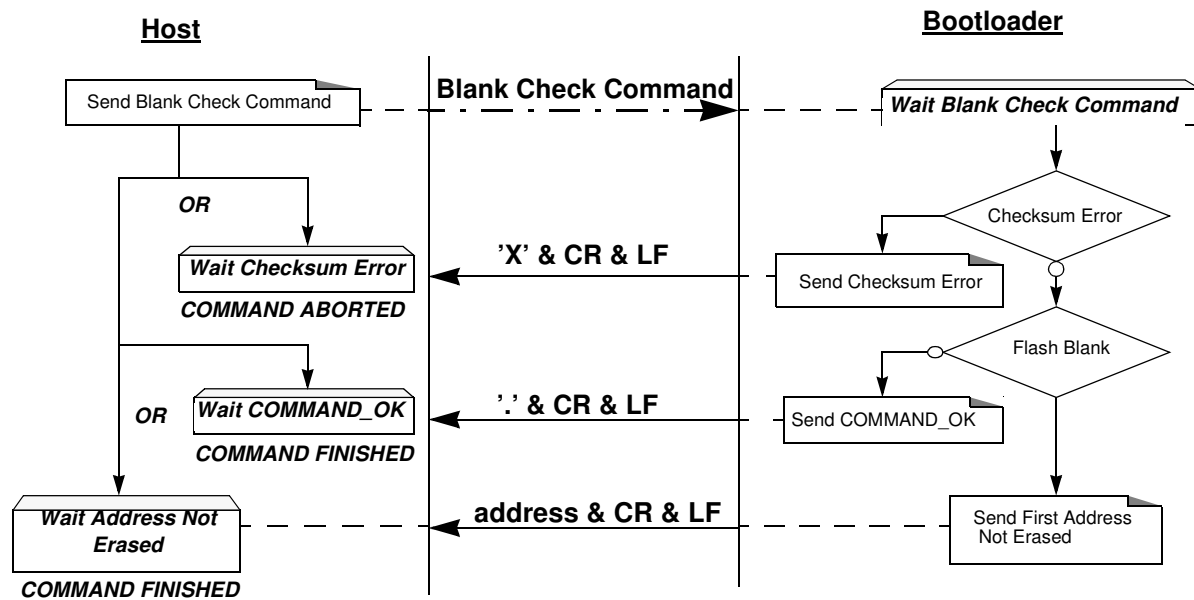 Host
Bootloader
Send Blank Check Command
Blank Check Command
Wait Blank Check Command
OR
Checksum Error
Wait Checksum Error
'X' & CR & LF
Send Checksum Error
COMMAND ABORTED
Flash Blank
OR
Wait COMMAND_OK
'.' & CR & LF
Send COMMAND_OK
COMMAND FINISHED
Wait Address Not
Erased
address & CR & LF
Send First Address
Not Erased
COMMAND FINISHED